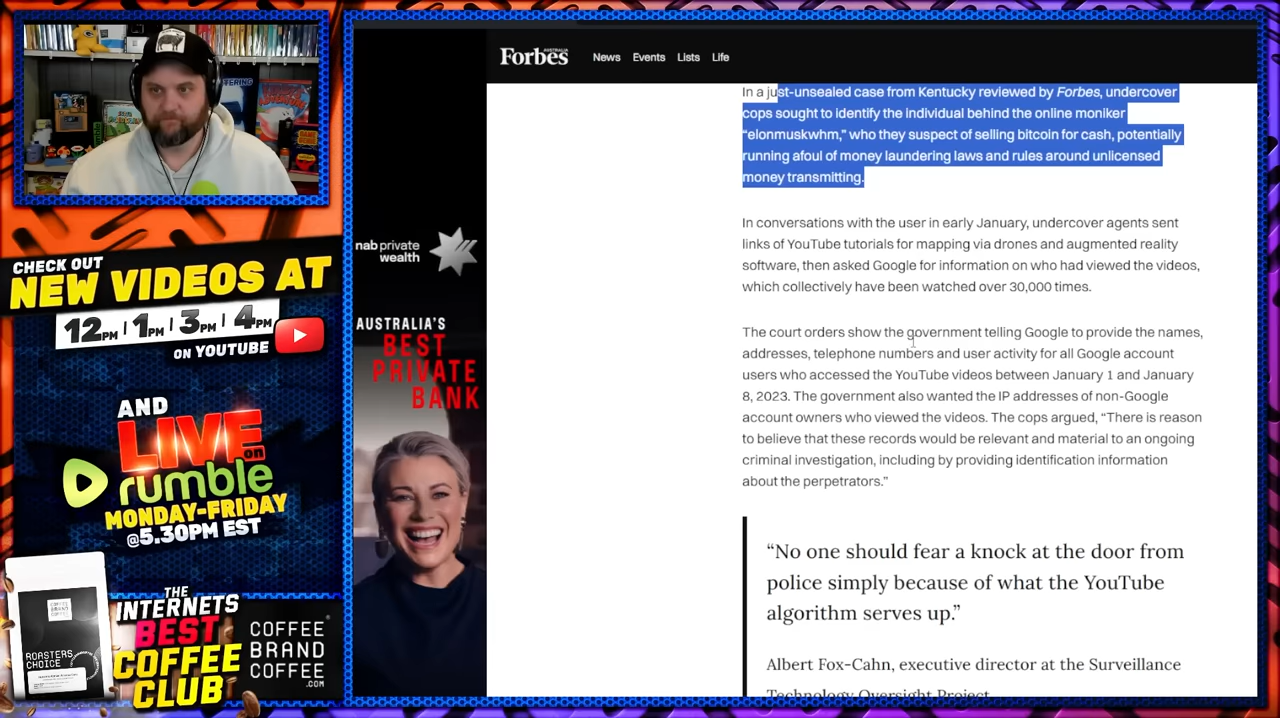 CHECK OUT
NEW VIDEOS AT
12PM | 1PM | 3PM | 4PM
ON YOUTUBE
AND
LIVE on
rumble
MONDAY-FRIDAY
@5.30PM EST
ROASTERS
CHOICE
THE
INTERNETS
BEST
COFFEE
CLUB
COFFEE
BRAND
COFFEE
.COM
nab private
wealth
AUSTRALIA'S
BEST
PRIVATE
BANK
Forbes
AUSTRALIA
News Events Lists Life
In a just-unsealed case from Kentucky reviewed by Forbes, undercover
cops sought to identify the individual behind the online moniker
“elonmuskwhm,” who they suspect of selling bitcoin for cash, potentially
running afoul of money laundering laws and rules around unlicensed
money transmitting.
In conversations with the user in early January, undercover agents sent
links of YouTube tutorials for mapping via drones and augmented reality
software, then asked Google for information on who had viewed the videos,
which collectively have been watched over 30,000 times.
The court orders show the government telling Google to provide the names,
addresses, telephone numbers and user activity for all Google account
users who accessed the YouTube videos between January 1 and January
8, 2023. The government also wanted the IP addresses of non-Google
account owners who viewed the videos. The cops argued, “There is reason
to believe that these records would be relevant and material to an ongoing
criminal investigation, including by providing identification information
about the perpetrators.”
“No one should fear a knock at the door from
police simply because of what the YouTube
algorithm serves up.”
Albert Fox-Cahn, executive director at the Surveillance
Technology Oversight Project